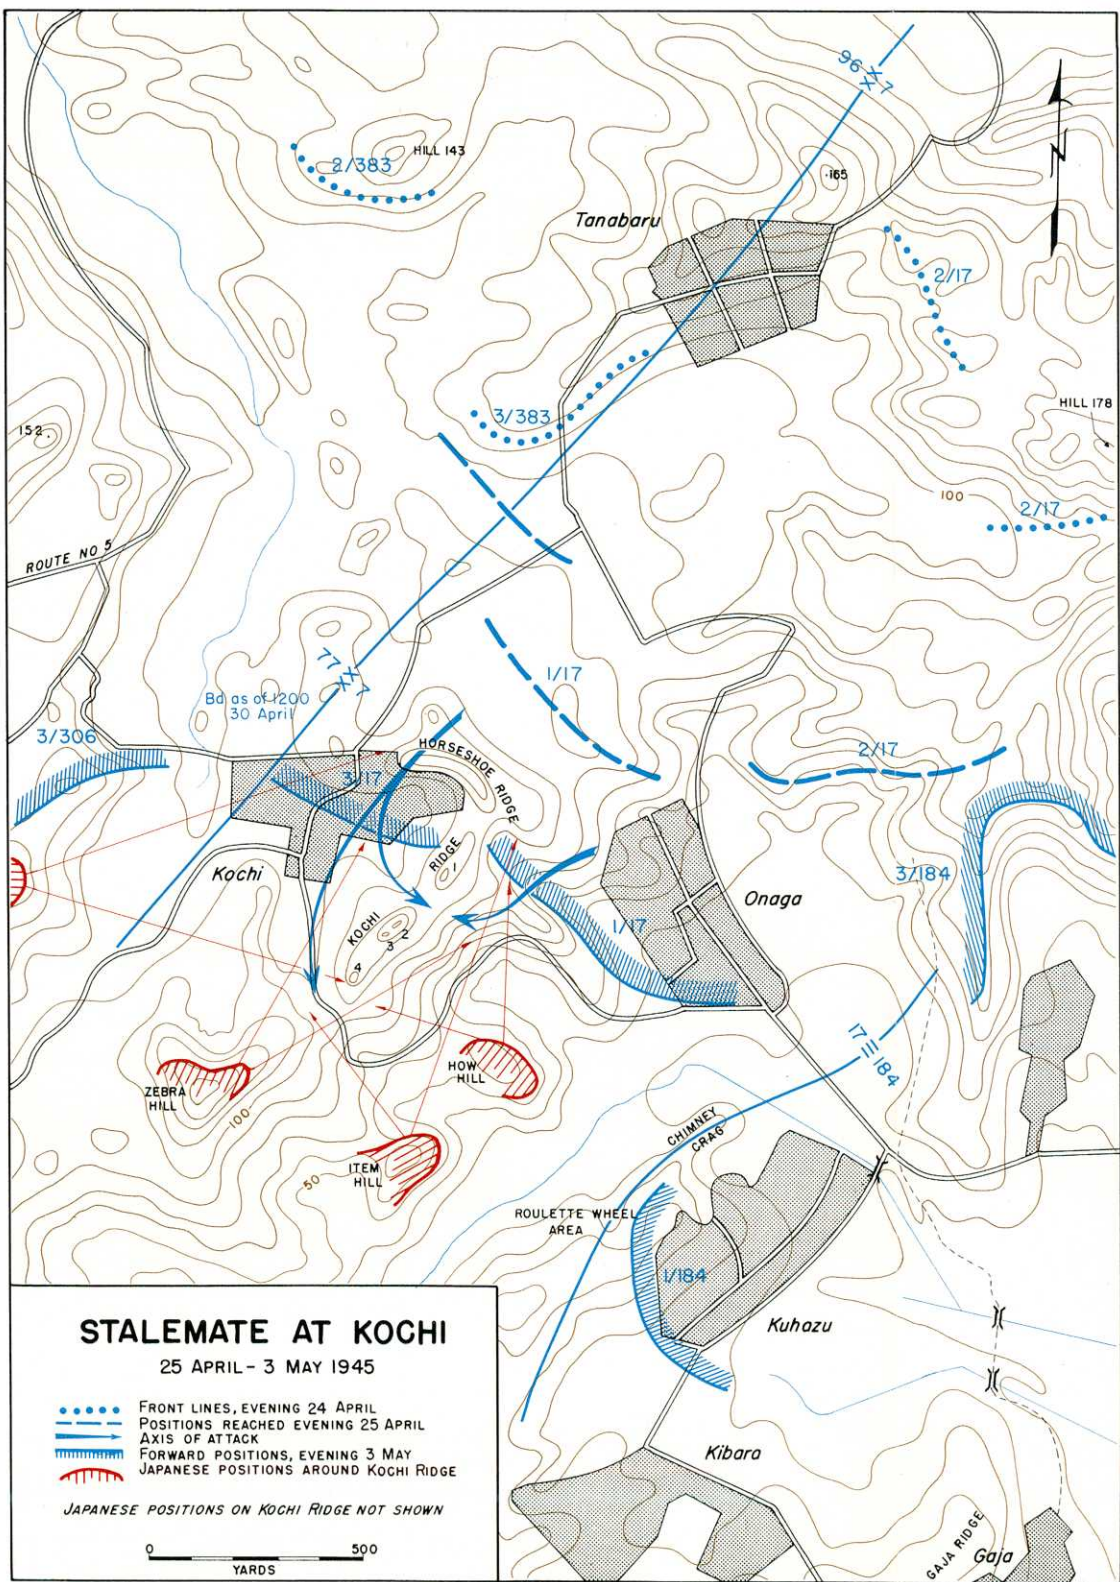 96 XX 7
2/383
HILL 143
.165
Tanabaru
2/17
3/383
HILL 178
152.
100
2/17
ROUTE NO 5
77 XX 7
1/17
Bd as of 1200
30 April
3/306
HORSESHOE RIDGE
2/17
3/17
Kochi
KOCHI RIDGE
1
2
3
4
3/184
Onaga
1/17
17 III 184
HOW
HILL
ZEBRA
HILL
100
CHIMNEY
CRAG
ITEM
HILL
50
ROULETTE WHEEL
AREA
1/184
Kuhazu
Kibara
GAJA RIDGE
Gaja
STALEMATE AT KOCHI
25 APRIL - 3 MAY 1945
FRONT LINES, EVENING 24 APRIL
POSITIONS REACHED EVENING 25 APRIL
AXIS OF ATTACK
FORWARD POSITIONS, EVENING 3 MAY
JAPANESE POSITIONS AROUND KOCHI RIDGE
JAPANESE POSITIONS ON KOCHI RIDGE NOT SHOWN
0 500
YARDS